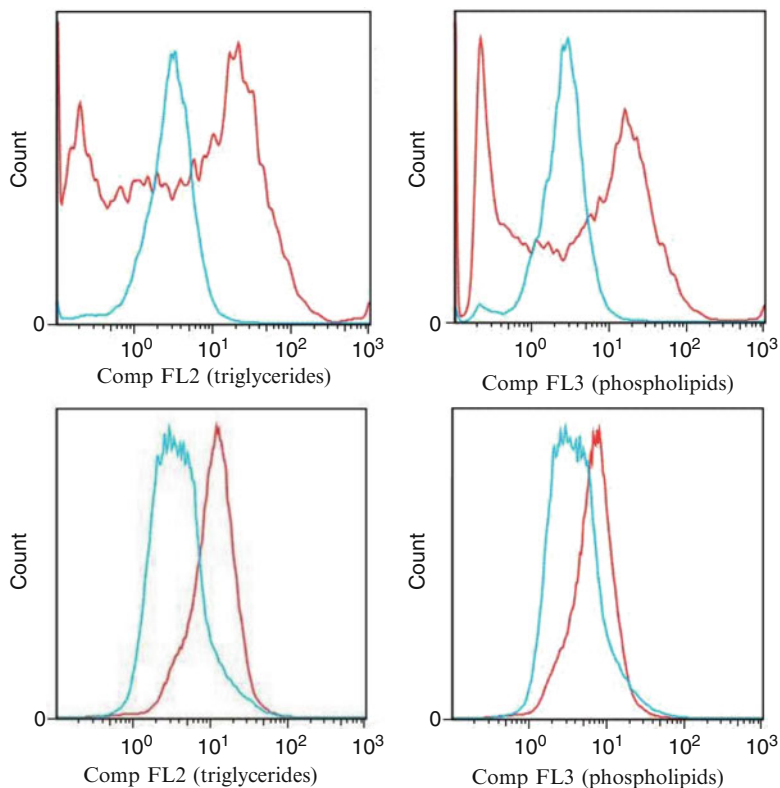 Count
0
10^0 10^1 10^2 10^3
Comp FL2 (triglycerides)
Count
0
10^0 10^1 10^2 10^3
Comp FL3 (phospholipids)
Count
0
10^0 10^1 10^2 10^3
Comp FL2 (triglycerides)
Count
0
10^0 10^1 10^2 10^3
Comp FL3 (phospholipids)